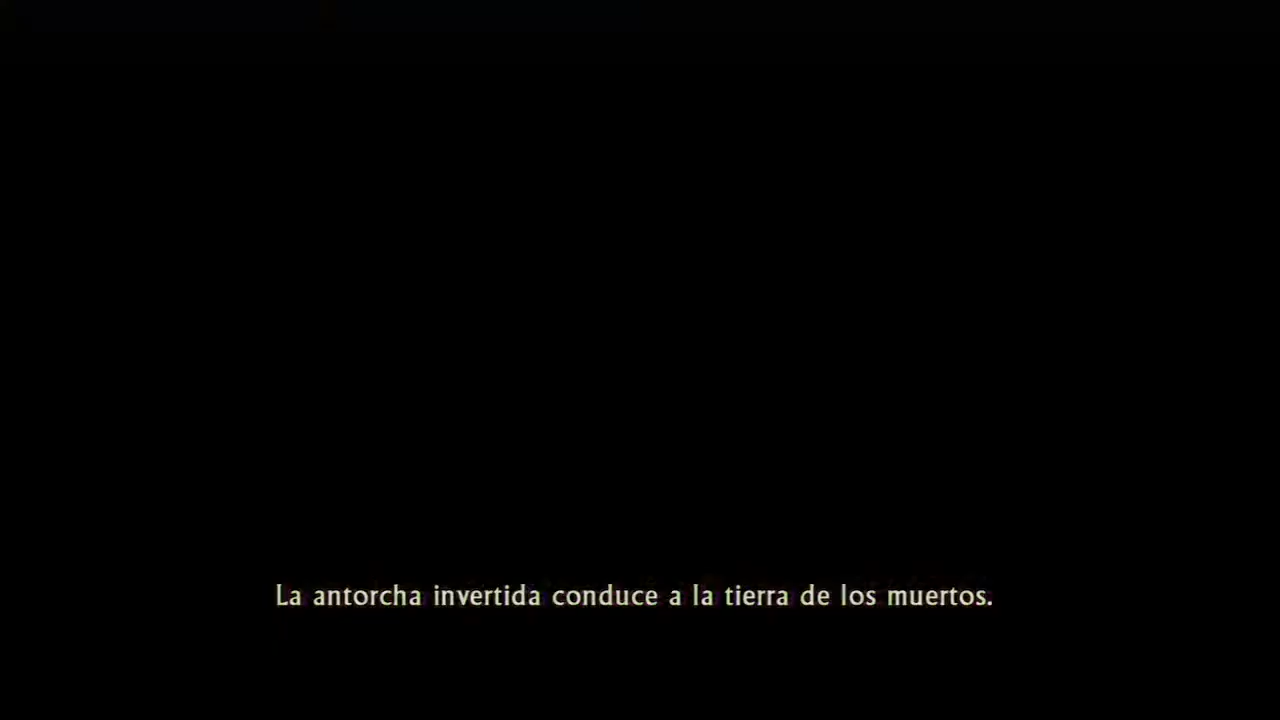 La antorcha invertida conduce a la tierra de los muertos.